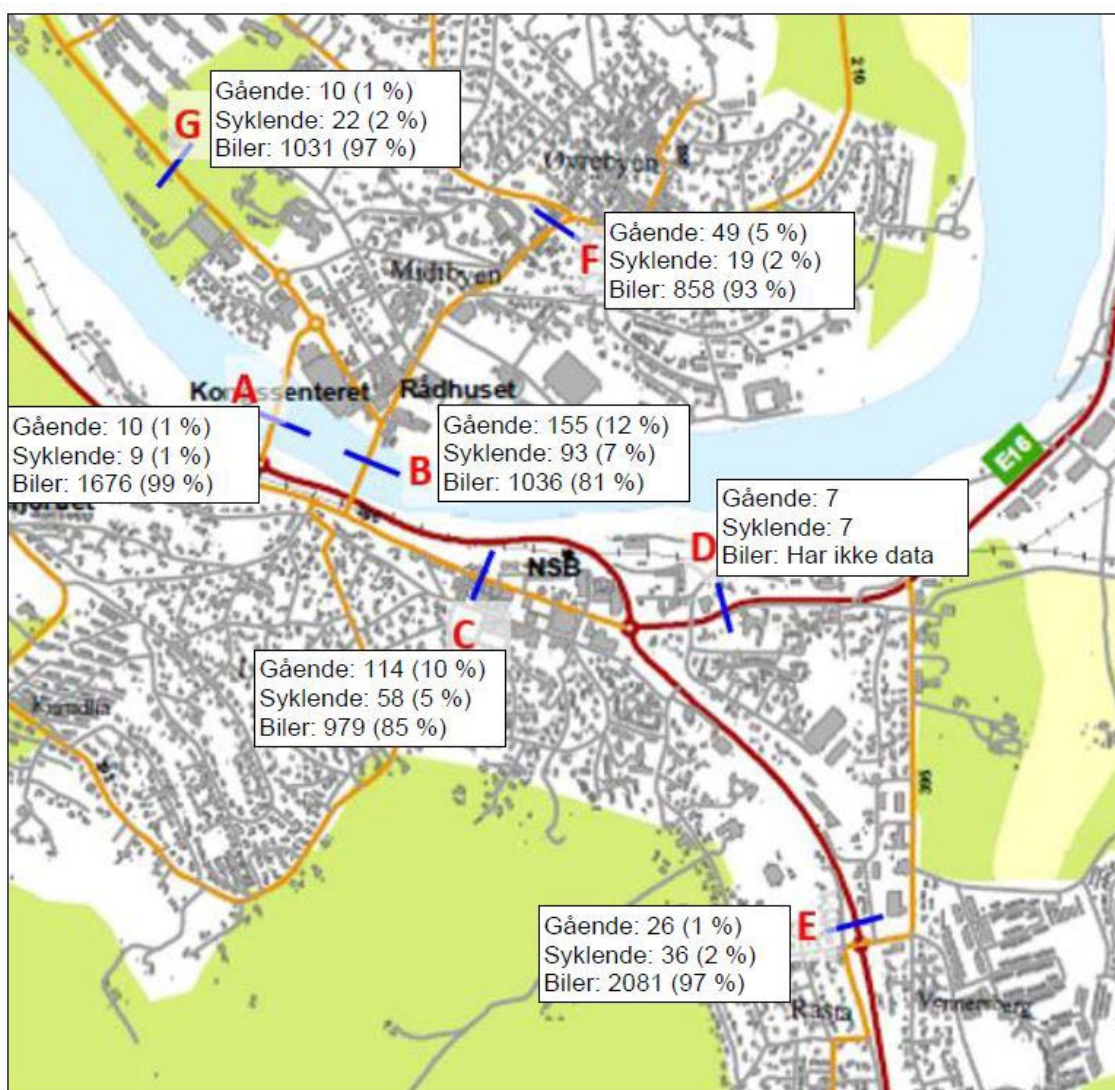 210
G
Gående: 10 (1 %)
Syklende: 22 (2 %)
Biler: 1031 (97 %)
Øvrebyen
F
Gående: 49 (5 %)
Syklende: 19 (2 %)
Biler: 858 (93 %)
Midtbyen
A
Rådhuset
Gående: 10 (1 %)
Syklende: 9 (1 %)
Biler: 1676 (99 %)
B
Gående: 155 (12 %)
Syklende: 93 (7 %)
Biler: 1036 (81 %)
E16
D
Gående: 7
Syklende: 7
Biler: Har ikke data
NSB
C
Gående: 114 (10 %)
Syklende: 58 (5 %)
Biler: 979 (85 %)
395
E
Gående: 26 (1 %)
Syklende: 36 (2 %)
Biler: 2081 (97 %)
Rasta
Vennersberg